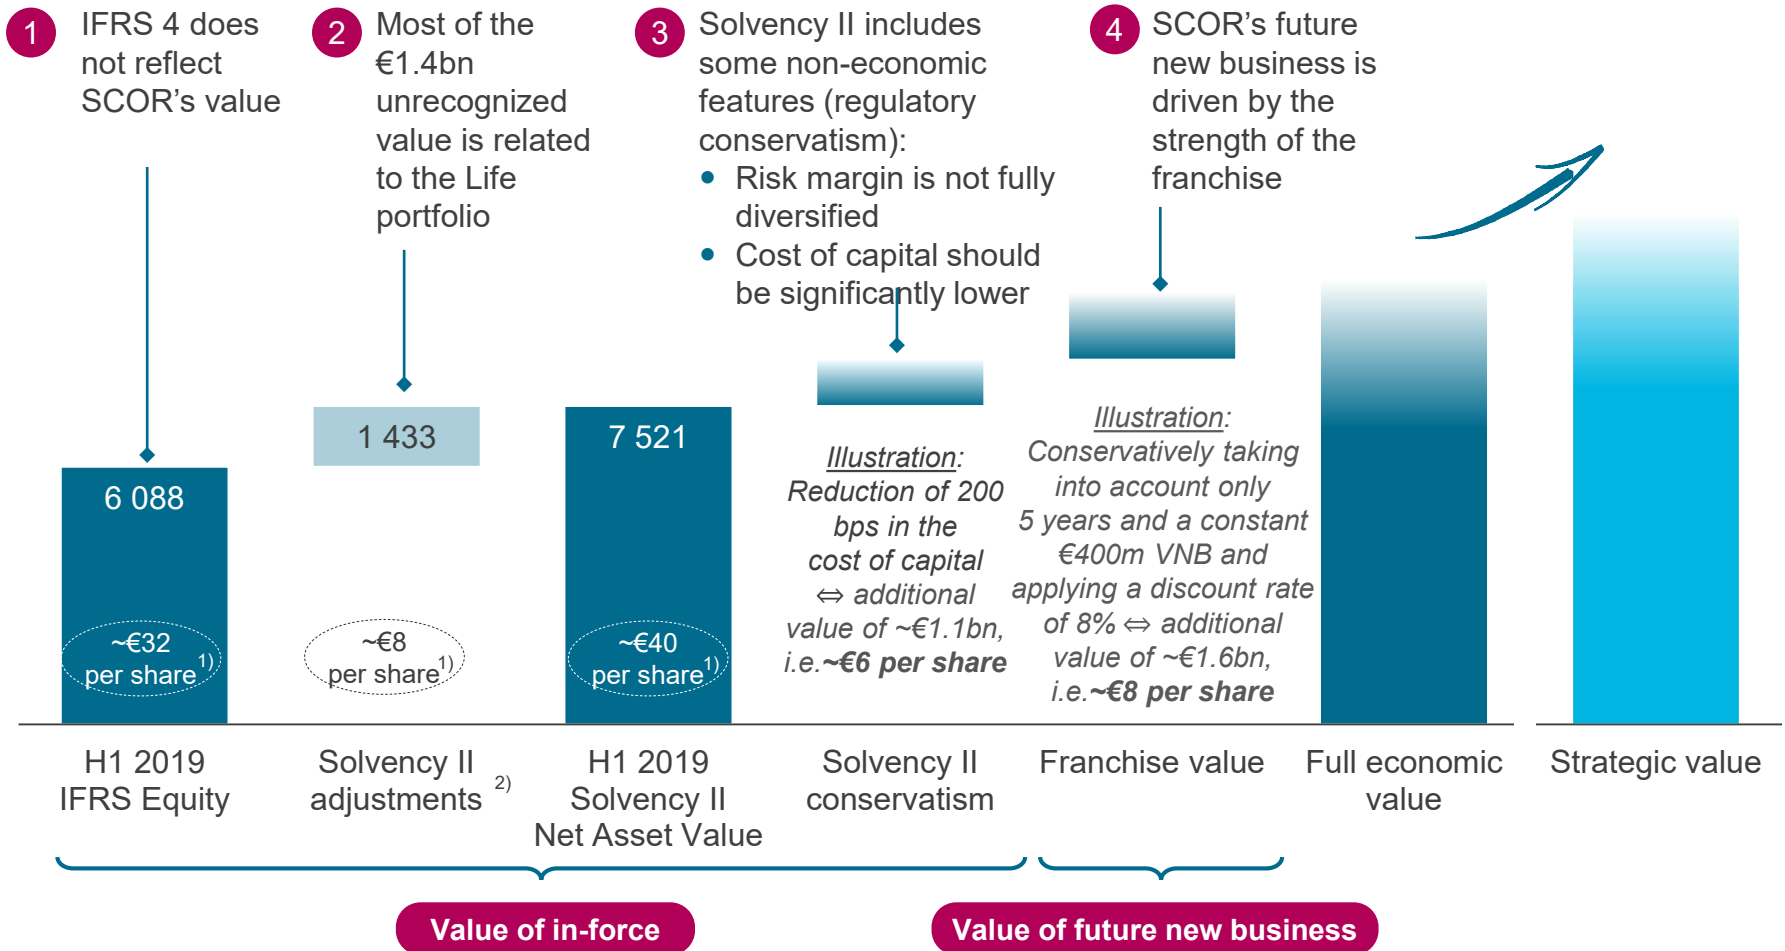 1
IFRS 4 does
not reflect
SCOR’s value
2
Most of the
€1.4bn
unrecognized
value is related
to the Life
portfolio
3
Solvency II includes
some non-economic
features (regulatory
conservatism):
• Risk margin is not fully
diversified
• Cost of capital should
be significantly lower
4
SCOR’s future
new business is
driven by the
strength of the
franchise
6 088
~€32
per share1)
1 433
~€8
per share1)
7 521
~€40
per share1)
Illustration:
Reduction of 200
bps in the
cost of capital
⇔ additional
value of ~€1.1bn,
i.e.~€6 per share
Illustration:
Conservatively taking
into account only
5 years and a constant
€400m VNB and
applying a discount rate
of 8% ⇔ additional
value of ~€1.6bn,
i.e.~€8 per share
H1 2019
IFRS Equity
Solvency II
adjustments 2)
H1 2019
Solvency II
Net Asset Value
Solvency II
conservatism
Franchise value
Full economic
value
Strategic value
Value of in-force
Value of future new business